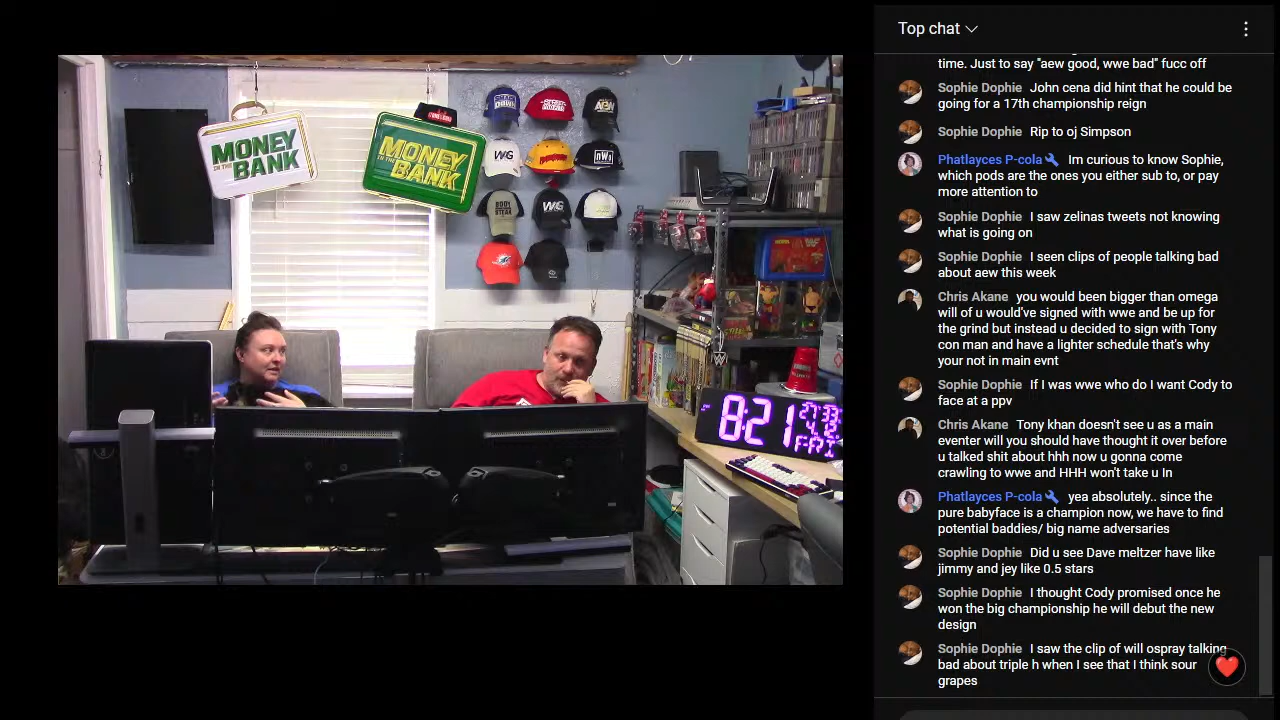 Top chat
time. Just to say "aew good, wwe bad" fucc off
Sophie Dophie John cena did hint that he could be
going for a 17th championship reign
Sophie Dophie Rip to oj Simpson
Phatlayces P-cola Im curious to know Sophie,
which pods are the ones you either sub to, or pay
more attention to
Sophie Dophie I saw zelinas tweets not knowing
what is going on
Sophie Dophie I seen clips of people talking bad
about aew this week
Chris Akane you would been bigger than omega
will of u would've signed with wwe and be up for
the grind but instead u decided to sign with Tony
con man and have a lighter schedule that's why
your not in main evnt
Sophie Dophie If I was wwe who do I want Cody to
face at a ppv
Chris Akane Tony khan doesn't see u as a main
eventer will you should have thought it over before
u talked shit about hhh now u gonna come
crawling to wwe and HHH won't take u In
Phatlayces P-cola yea absolutely.. since the
pure babyface is a champion now, we have to find
potential baddies/ big name adversaries
Sophie Dophie Did u see Dave meltzer have like
jimmy and jey like 0.5 stars
Sophie Dophie I thought Cody promised once he
won the big championship he will debut the new
design
Sophie Dophie I saw the clip of will ospray talking
bad about triple h when I see that I think sour
grapes
MONEY
IN THE BANK
MONEY
IN THE BANK
nWo
BODY
8:21
FRI